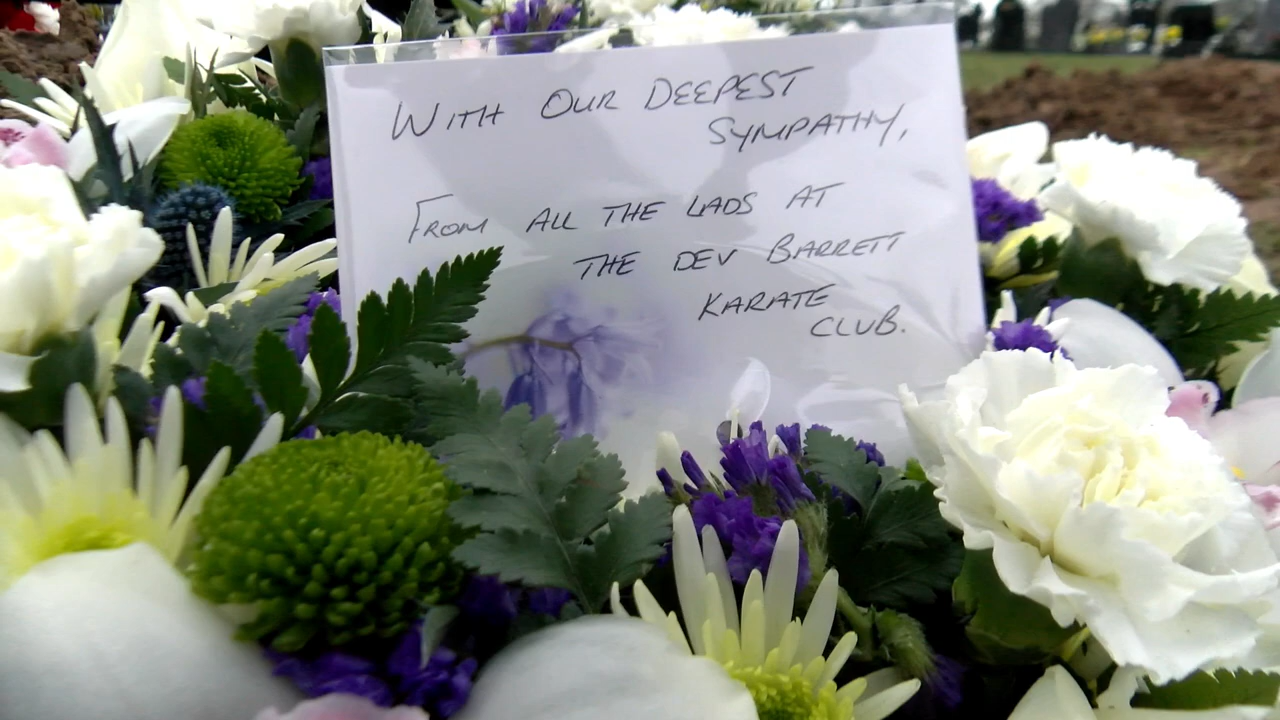 WITH OUR DEEPEST
SYMPATHY,
FROM ALL THE LADS AT
THE DEV BARRETT
KARATE
CLUB.